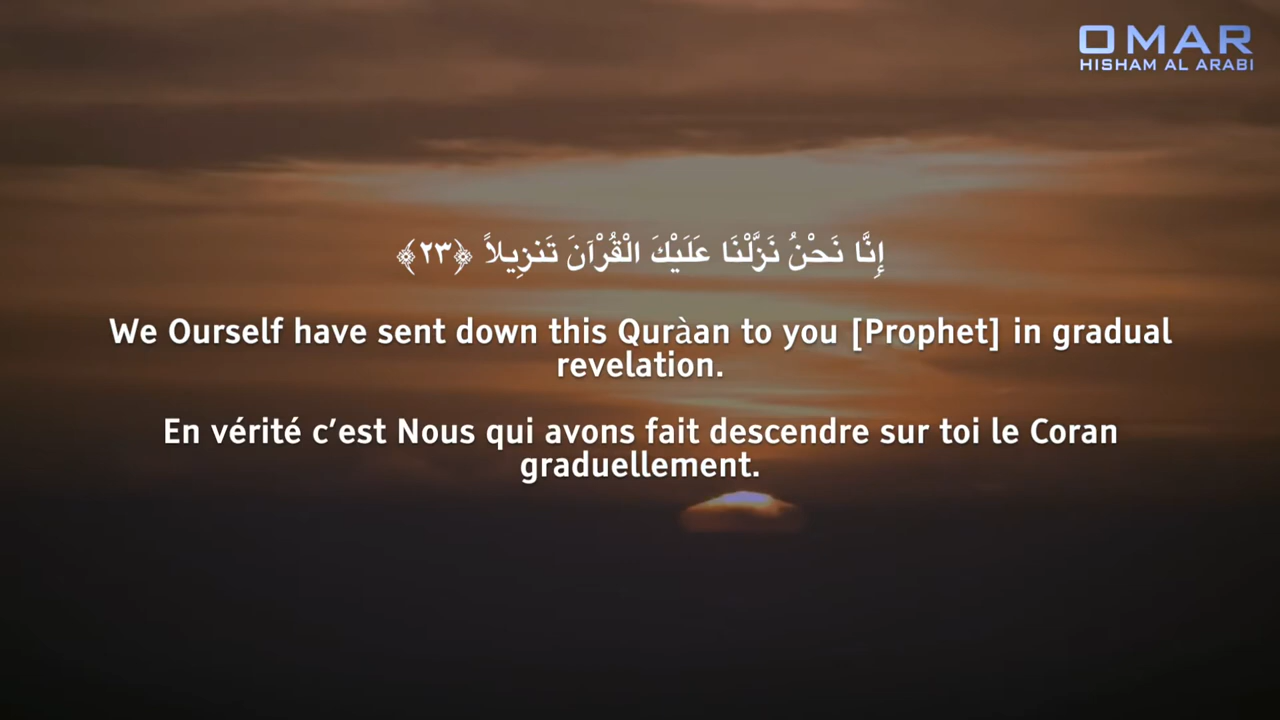 OMAR
HISHAM AL ARABI
إِنَّا نَحْنُ نَزَّلْنَا عَلَيْكَ الْقُرْآنَ تَنزِيلاً ﴿٢٣﴾
We Ourself have sent down this Quràan to you [Prophet] in gradual
revelation.
En vérité c’est Nous qui avons fait descendre sur toi le Coran
graduellement.